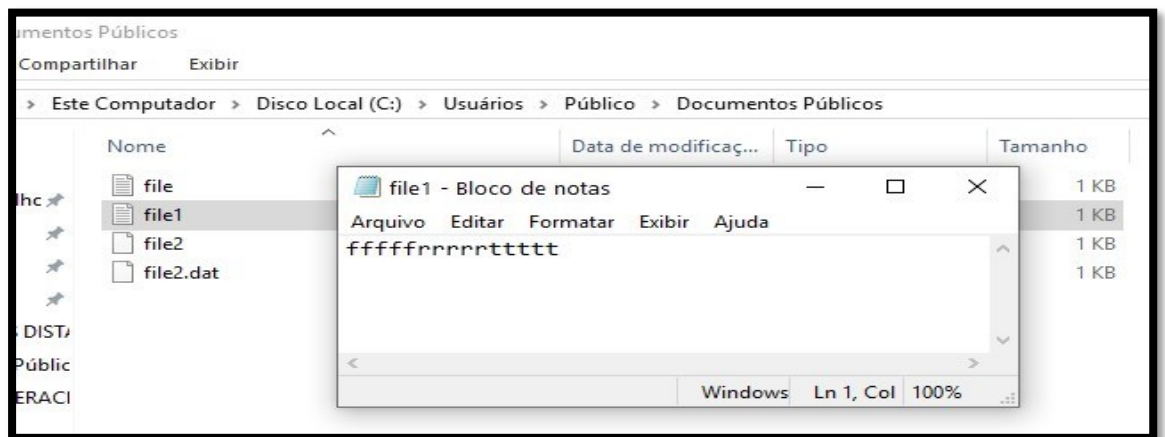 umentos Públicos
Compartilhar Exibir
> Este Computador > Disco Local (C:) > Usuários > Público > Documentos Públicos
Nome Data de modificaç... Tipo Tamanho
file 1 KB
file1 1 KB
file2 1 KB
file2.dat 1 KB
lhc
DISTA
Públic
ERACI
file1 - Bloco de notas
Arquivo Editar Formatar Exibir Ajuda
fffffrrrrrttttt
Windows Ln 1, Col 100%